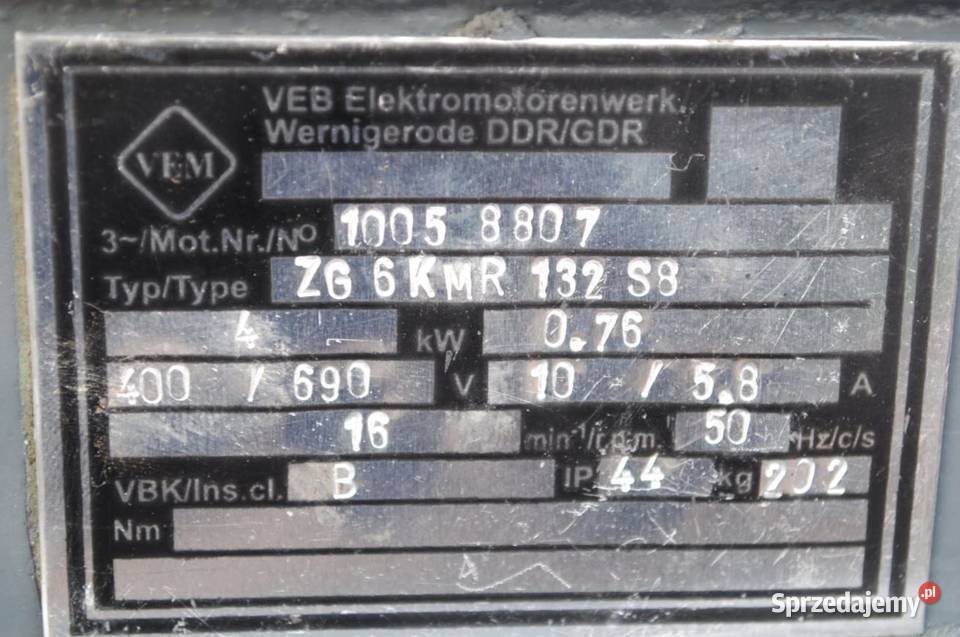 VEB Elektromotorenwerk.
Wernigerode DDR/GDR
VEM
3~/Mot.Nr./Nº 1005 8807
Typ/Type ZG 6 KMR 132 S8
4 kW 0.76
400 / 690 V 10 / 5.8 A
16 min⁻¹/r.p.m. 50 Hz/c/s
VBK/Ins.cl. B IP 44 kg 202
Nm
Sprzedajemy.pl